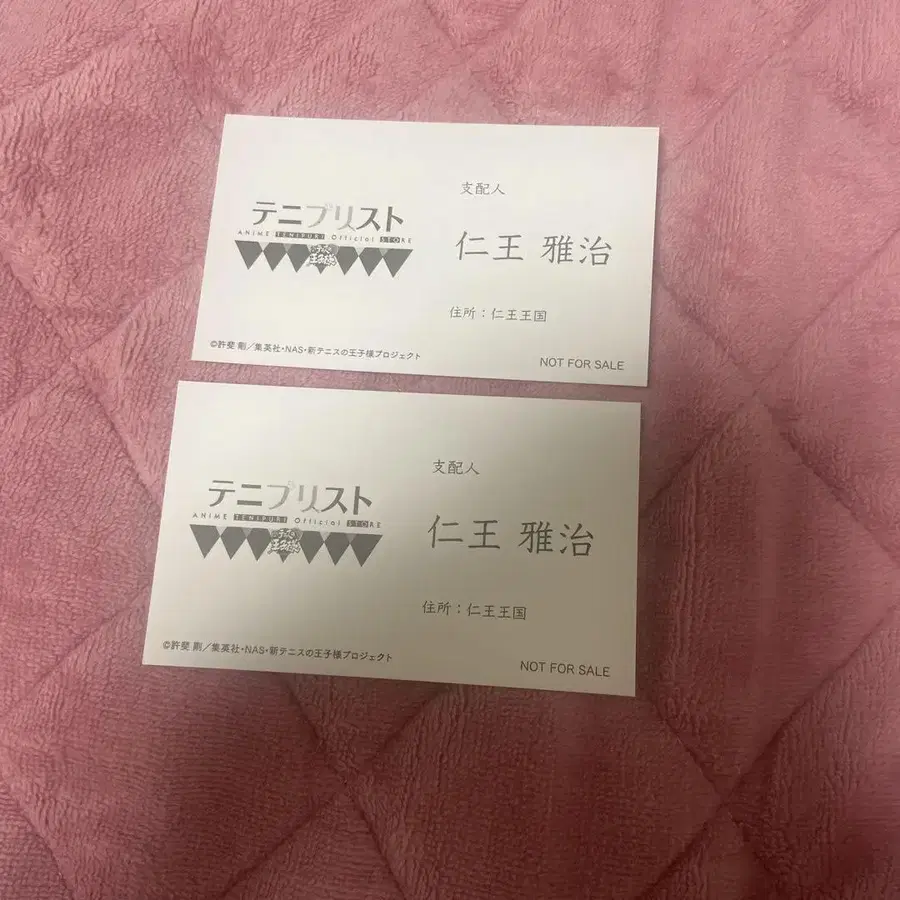 支配人
テニプリスト
ANIME TENIPURI Official STORE
仁王 雅治
住所:仁王王国
©許斐 剛/集英社・NAS・新テニスの王子様プロジェクト
NOT FOR SALE
支配人
テニプリスト
ANIME TENIPURI Official STORE
仁王 雅治
住所:仁王王国
©許斐 剛/集英社・NAS・新テニスの王子様プロジェクト
NOT FOR SALE